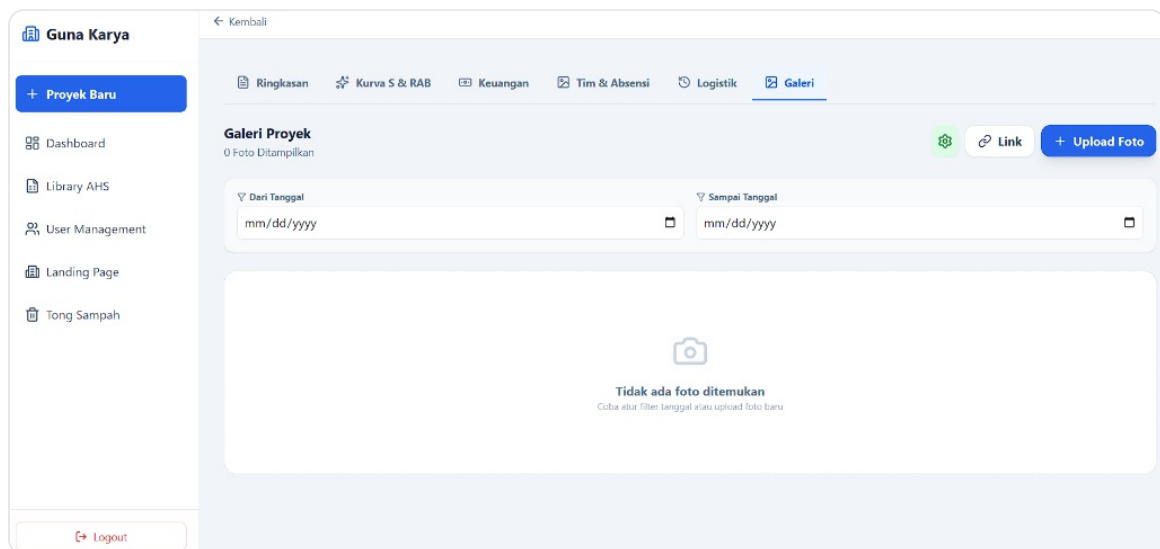 Guna Karya
← Kembali
+ Proyek Baru
Dashboard
Library AHS
User Management
Landing Page
Tong Sampah
Logout
Ringkasan Kurva S & RAB Keuangan Tim & Absensi Logistik Galeri
Galeri Proyek
0 Foto Ditampilkan
Link + Upload Foto
Dari Tanggal Sampai Tanggal
mm/dd/yyyy mm/dd/yyyy
Tidak ada foto ditemukan
Coba atur filter tanggal atau upload foto baru